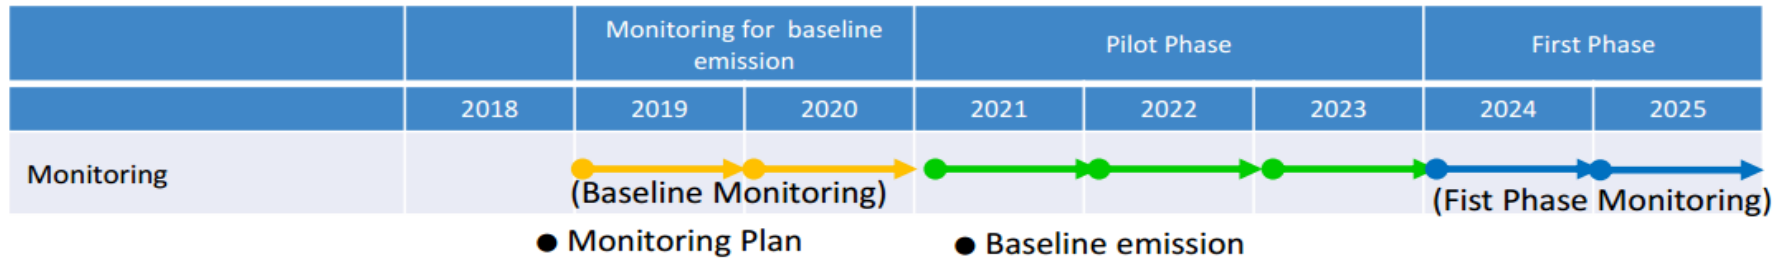 Monitoring for baseline
emission
Pilot Phase
First Phase
2018
2019
2020
2021
2022
2023
2024
2025
Monitoring
(Baseline Monitoring)
(Fist Phase Monitoring)
● Monitoring Plan
● Baseline emission